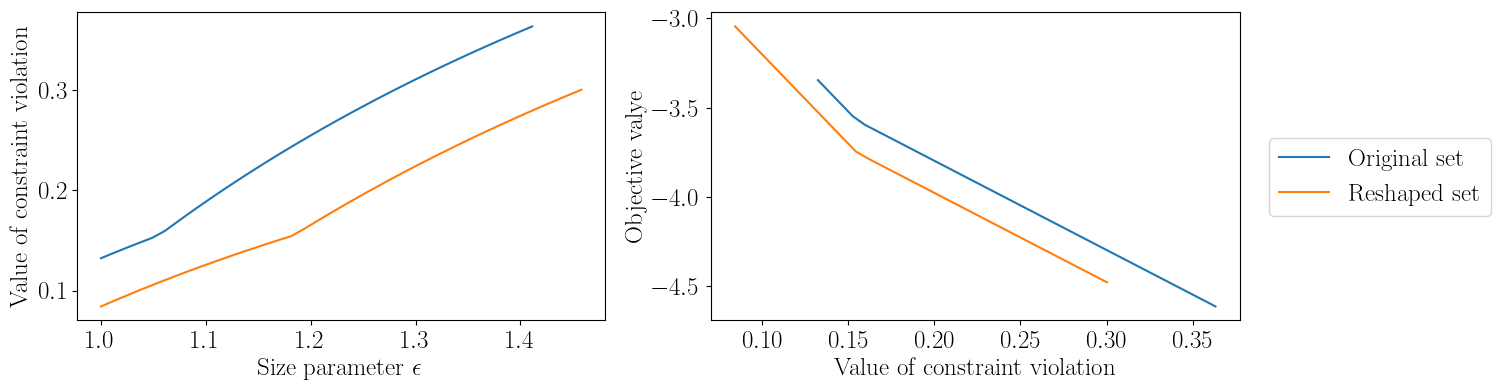 Value of constraint violation
0.3
0.2
0.1
1.0 1.1 1.2 1.3 1.4
Size parameter ϵ
Objective valye
−3.0
−3.5
−4.0
−4.5
0.10 0.15 0.20 0.25 0.30 0.35
Value of constraint violation
Original set
Reshaped set